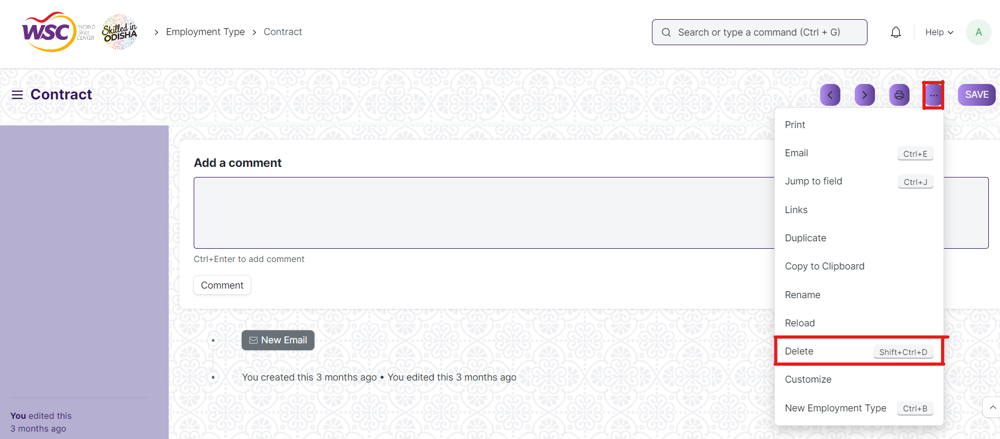 WSC WORLD SKILL CENTER Skilled in ODISHA Employment Type Contract Search or type a command (Ctrl + G) Help A
Contract ... SAVE
Print
Email Ctrl+E
Jump to field Ctrl+J
Links
Duplicate
Copy to Clipboard
Rename
Reload
Delete Shift+Ctrl+D
Customize
New Employment Type Ctrl+B
Add a comment
Ctrl+Enter to add comment
Comment
New Email
You created this 3 months ago • You edited this 3 months ago
You edited this
3 months ago